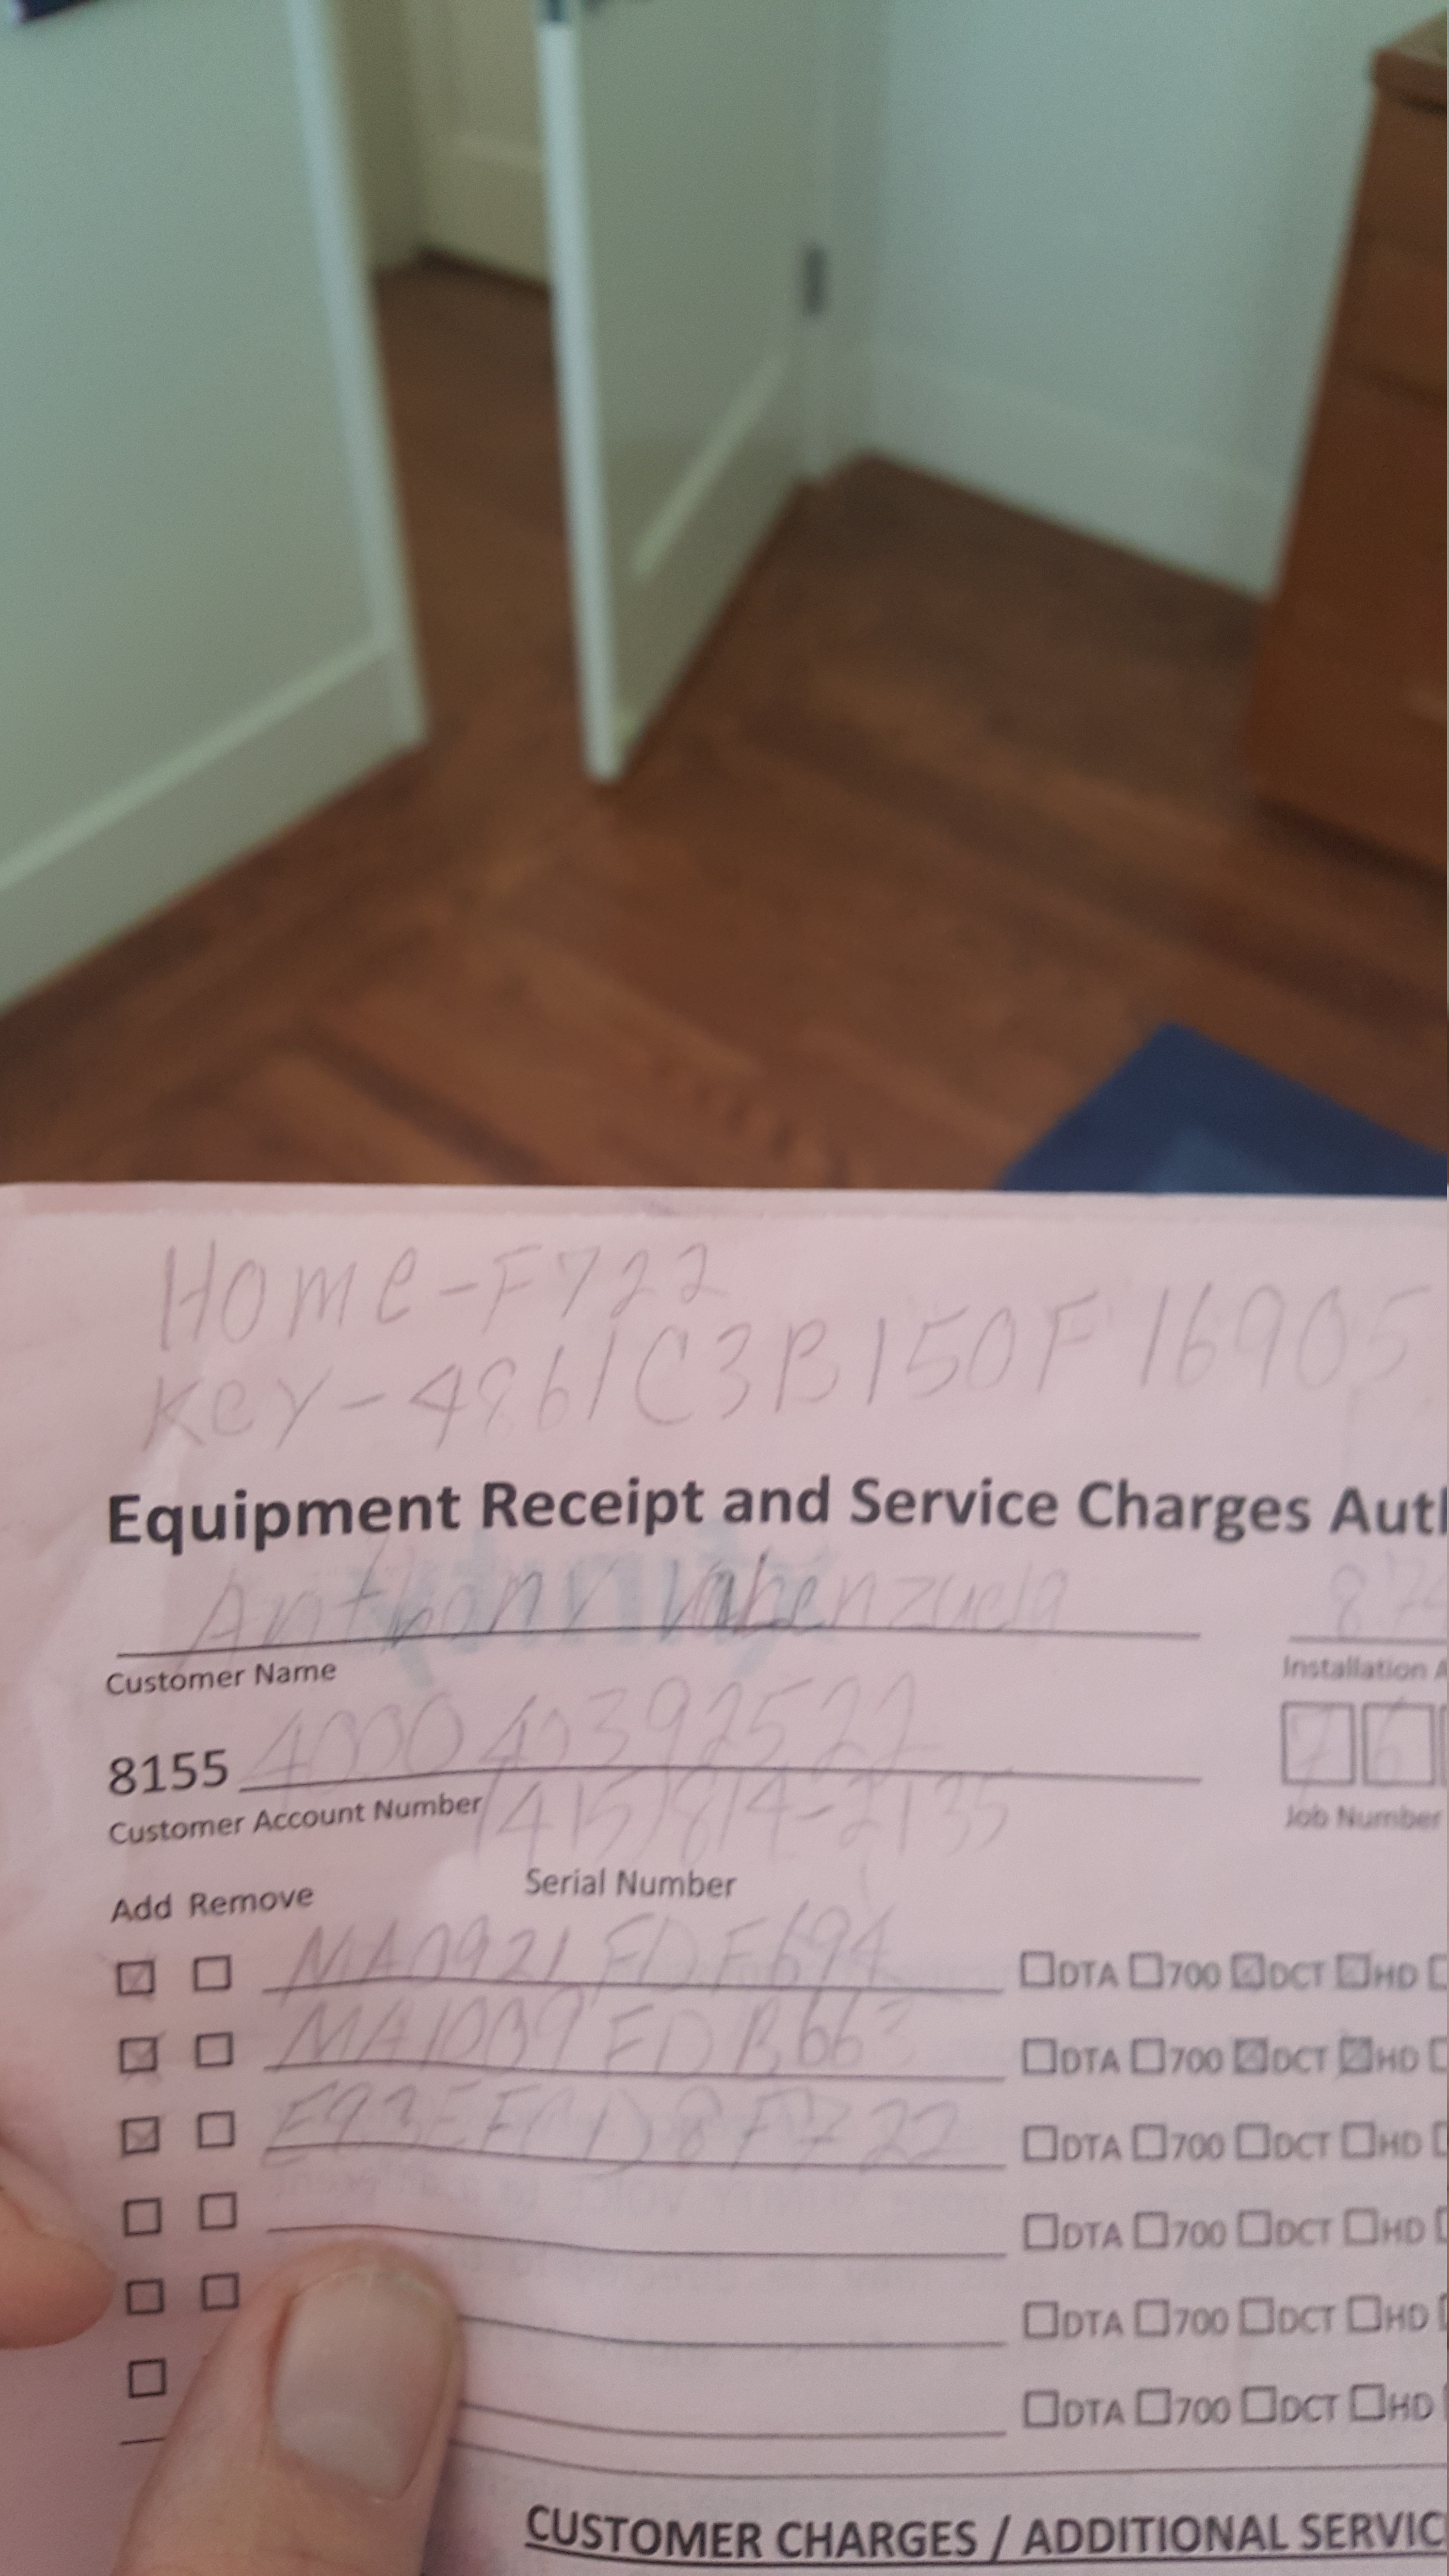 Home-F722
Key-4861C3B150F16905
Equipment Receipt and Service Charges Auth
Anthony Valenzuela
Customer Name
Installation A
8155 4000 40392522
Customer Account Number (415)814-2135
Job Number
Add Remove Serial Number
MA0921FDF694 DTA 700 DCT HD
MA1009FDB663 DTA 700 DCT HD
DTA 700 DCT HD
DTA 700 DCT HD
DTA 700 DCT HD
DTA 700 DCT HD
CUSTOMER CHARGES / ADDITIONAL SERVIC